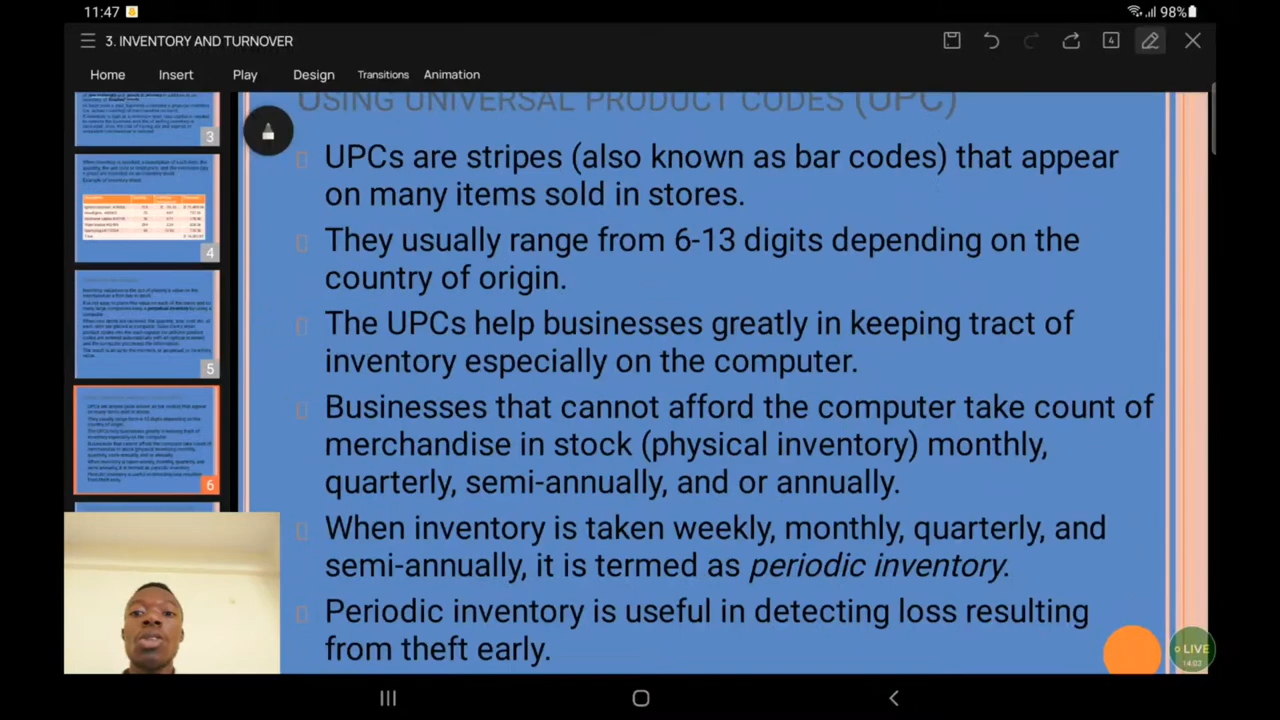 11:47
98%
3. INVENTORY AND TURNOVER
4
Home
Insert
Play
Design
Transitions
Animation
3
4
5
6
USING UNIVERSAL PRODUCT CODES (UPC)
UPCs are stripes (also known as bar codes) that appear
on many items sold in stores.
They usually range from 6-13 digits depending on the
country of origin.
The UPCs help businesses greatly in keeping tract of
inventory especially on the computer.
Businesses that cannot afford the computer take count of
merchandise in stock (physical inventory) monthly,
quarterly, semi-annually, and or annually.
When inventory is taken weekly, monthly, quarterly, and
semi-annually, it is termed as periodic inventory.
Periodic inventory is useful in detecting loss resulting
from theft early.
LIVE
14:02